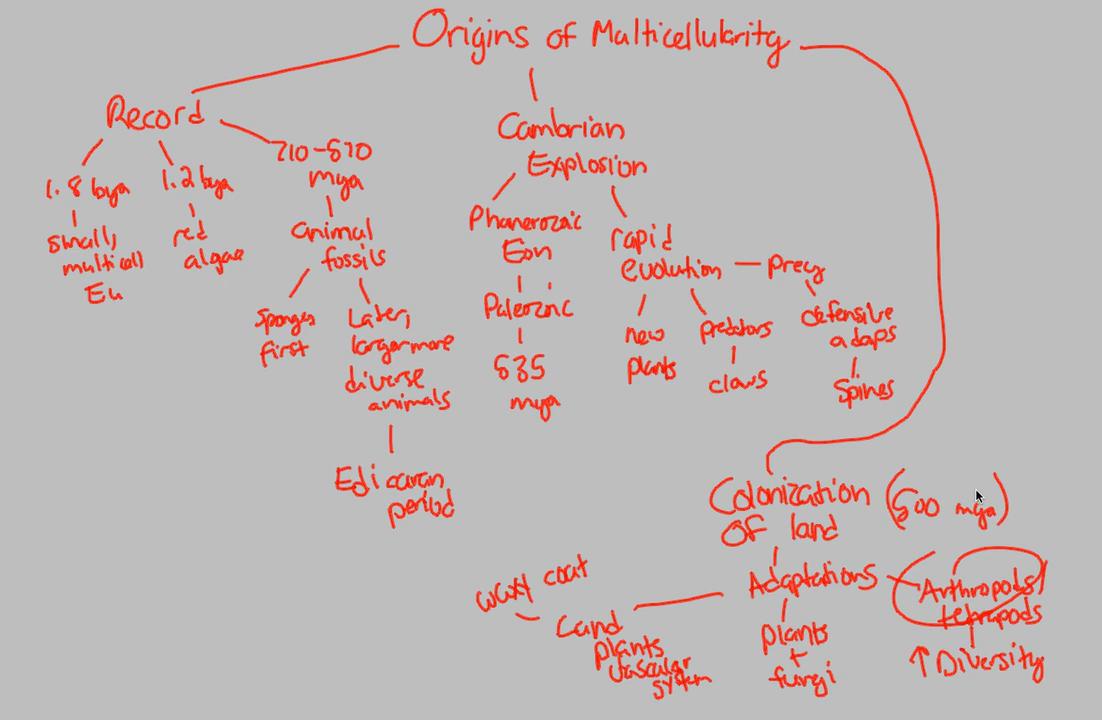 Origins of Multicellularity
Record
1.8 bya
small,
multicell
Eu
1.2 bya
red
algae
710-570
mya
animal
fossils
Sponges
first
Later,
larger more
diverse
animals
Edicaran
period
Cambrian
Explosion
Phanerozoic
Eon
Paleozoic
535
mya
rapid
evolution
new
plants
predators
claws
Prey
defensive
adaps
Spines
Colonization (500 mya)
of land
Adaptations
Arthropods/
tetrapods
↑ Diversity
plants
+
fungi
Land
plants
vascular
system
waxy coat